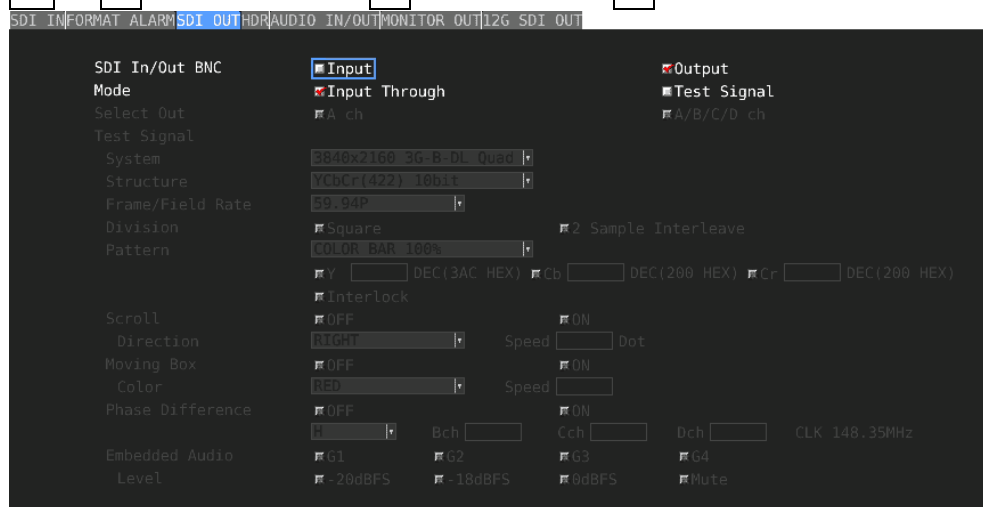 SDI IN FORMAT ALARM SDI OUT HDR AUDIO IN/OUT MONITOR OUT 12G SDI OUT
SDI In/Out BNC Input Output
Mode Input Through Test Signal
Select Out A ch A/B/C/D ch
Test Signal
System 3840x2160 3G-B-DL Quad
Structure YCbCr(422) 10bit
Frame/Field Rate 59.94P
Division Square 2 Sample Interleave
Pattern COLOR BAR 100%
Y DEC(3AC HEX) Cb DEC(200 HEX) Cr DEC(200 HEX)
Interlock
Scroll OFF ON
Direction RIGHT Speed Dot
Moving Box OFF ON
Color RED Speed
Phase Difference OFF ON
H Bch Cch Dch CLK 148.35MHz
Embedded Audio G1 G2 G3 G4
Level -20dBFS -18dBFS 0dBFS Mute